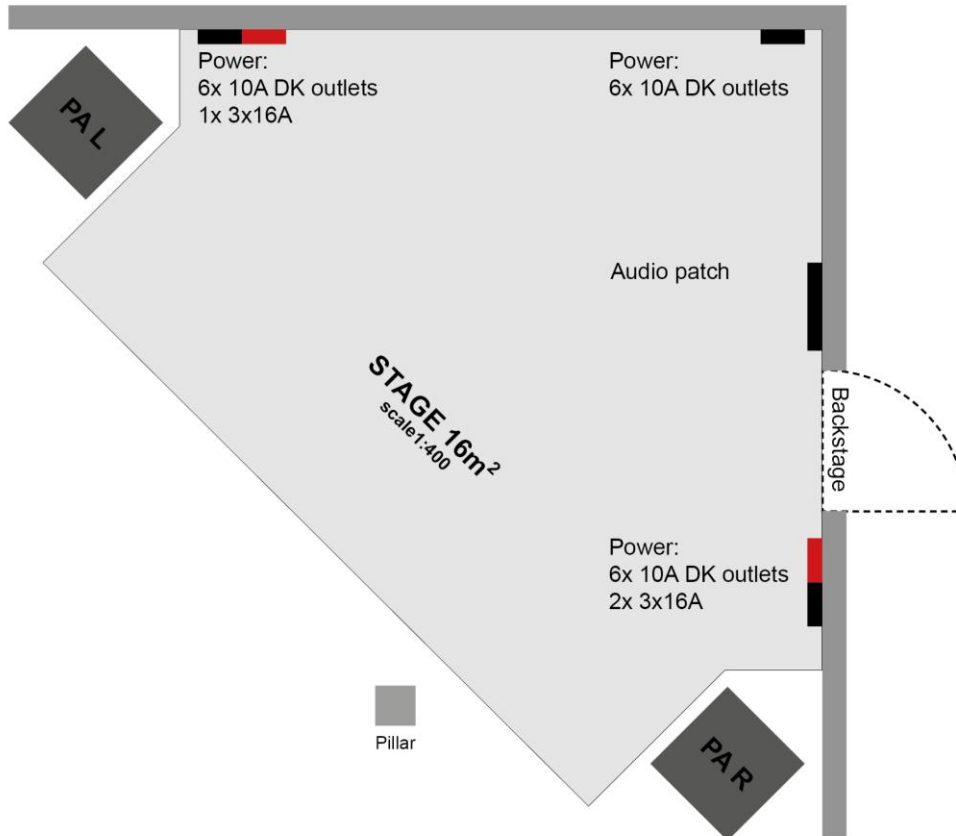 PA L
Power:
6x 10A DK outlets
1x 3x16A
Power:
6x 10A DK outlets
Audio patch
STAGE 16m²
scale1:400
Backstage
Power:
6x 10A DK outlets
2x 3x16A
Pillar
PA R